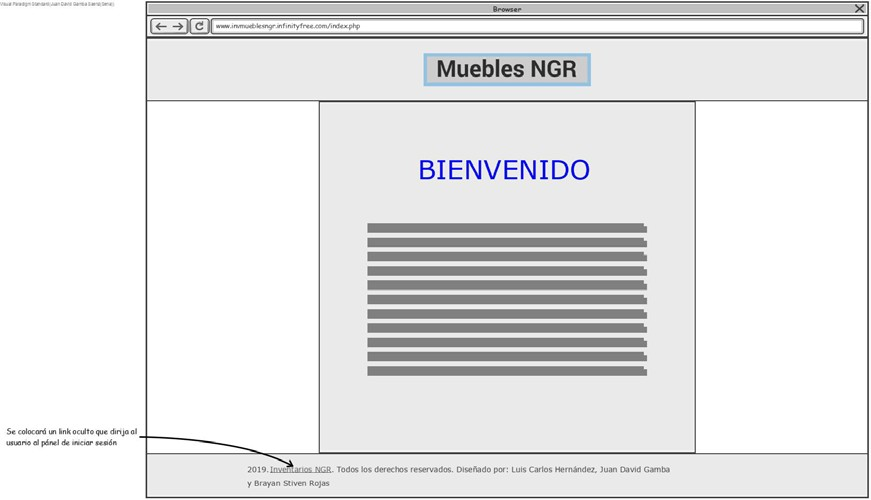 Visual Paradigm Standard(Juan David Gamba Sáenz(Sena))
Browser
www.inmueblesngr.infinityfree.com/index.php
Muebles NGR
BIENVENIDO
Se colocará un link oculto que dirija al
usuario al pánel de iniciar sesión
2019. Inventarios NGR. Todos los derechos reservados. Diseñado por: Luis Carlos Hernández, Juan David Gamba
y Brayan Stiven Rojas